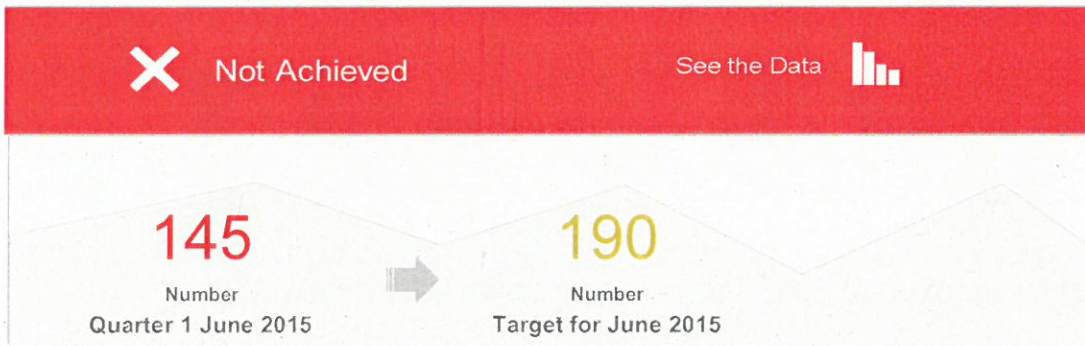 Not Achieved
See the Data
145
190
Number
Number
Quarter 1 June 2015
Target for June 2015